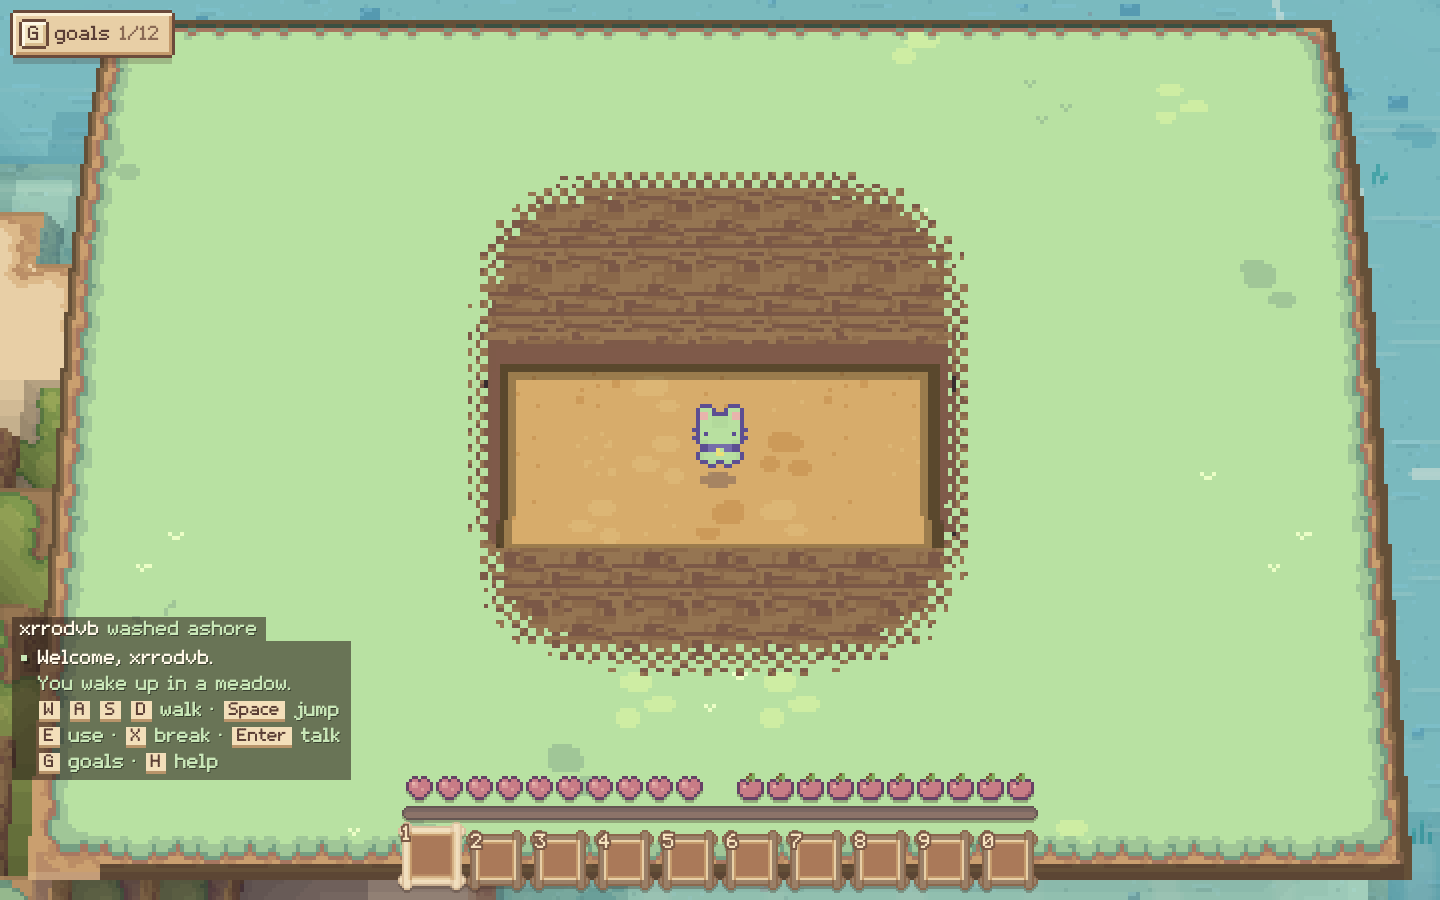 G goals 1/12
xrrodvb washed ashore
Welcome, xrrodvb.
You wake up in a meadow.
W A S D walk · Space jump
E use · X break · Enter talk
G goals · H help
1 2 3 4 5 6 7 8 9 0